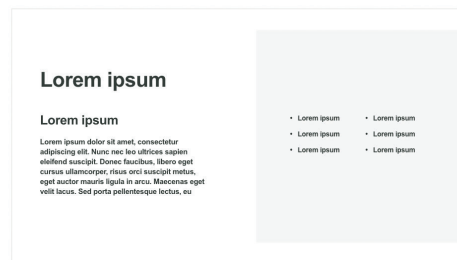 Lorem ipsum
Lorem ipsum
Lorem ipsum dolor sit amet, consectetur
adipiscing elit. Nunc nec leo ultrices sapien
eleifend suscipit. Donec faucibus, libero eget
cursus ullamcorper, risus orci suscipit metus,
eget auctor mauris ligula in arcu. Maecenas eget
velit lacus. Sed porta pellentesque lectus, eu
• Lorem ipsum
• Lorem ipsum
• Lorem ipsum
• Lorem ipsum
• Lorem ipsum
• Lorem ipsum